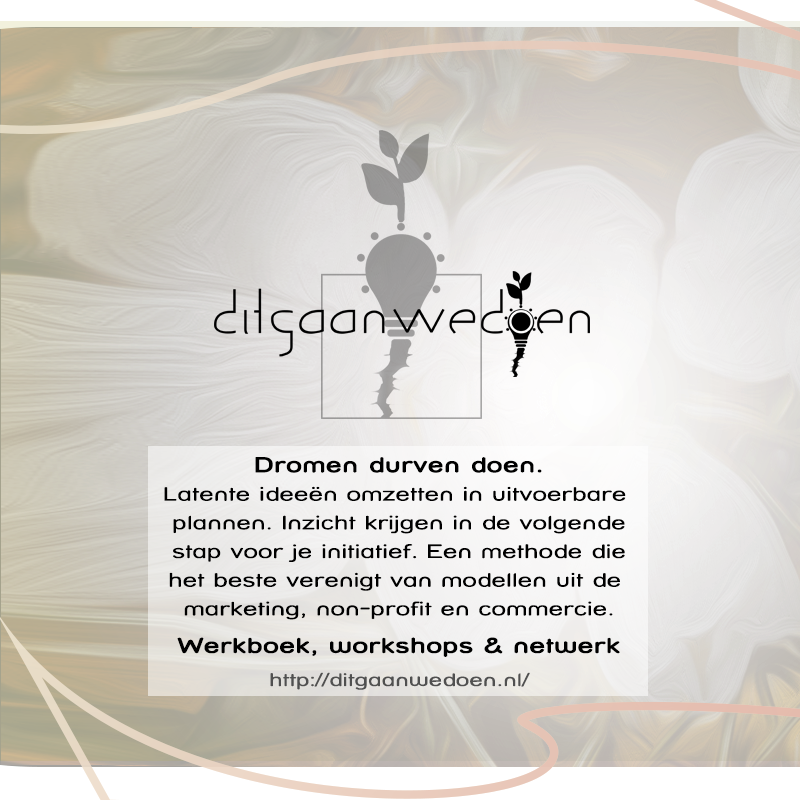 ditgaanwedoen
Dromen durven doen.
Latente ideeën omzetten in uitvoerbare
plannen. Inzicht krijgen in de volgende
stap voor je initiatief. Een methode die
het beste verenigt van modellen uit de
marketing, non-profit en commercie.
Werkboek, workshops & netwerk
http://ditgaanwedoen.nl/